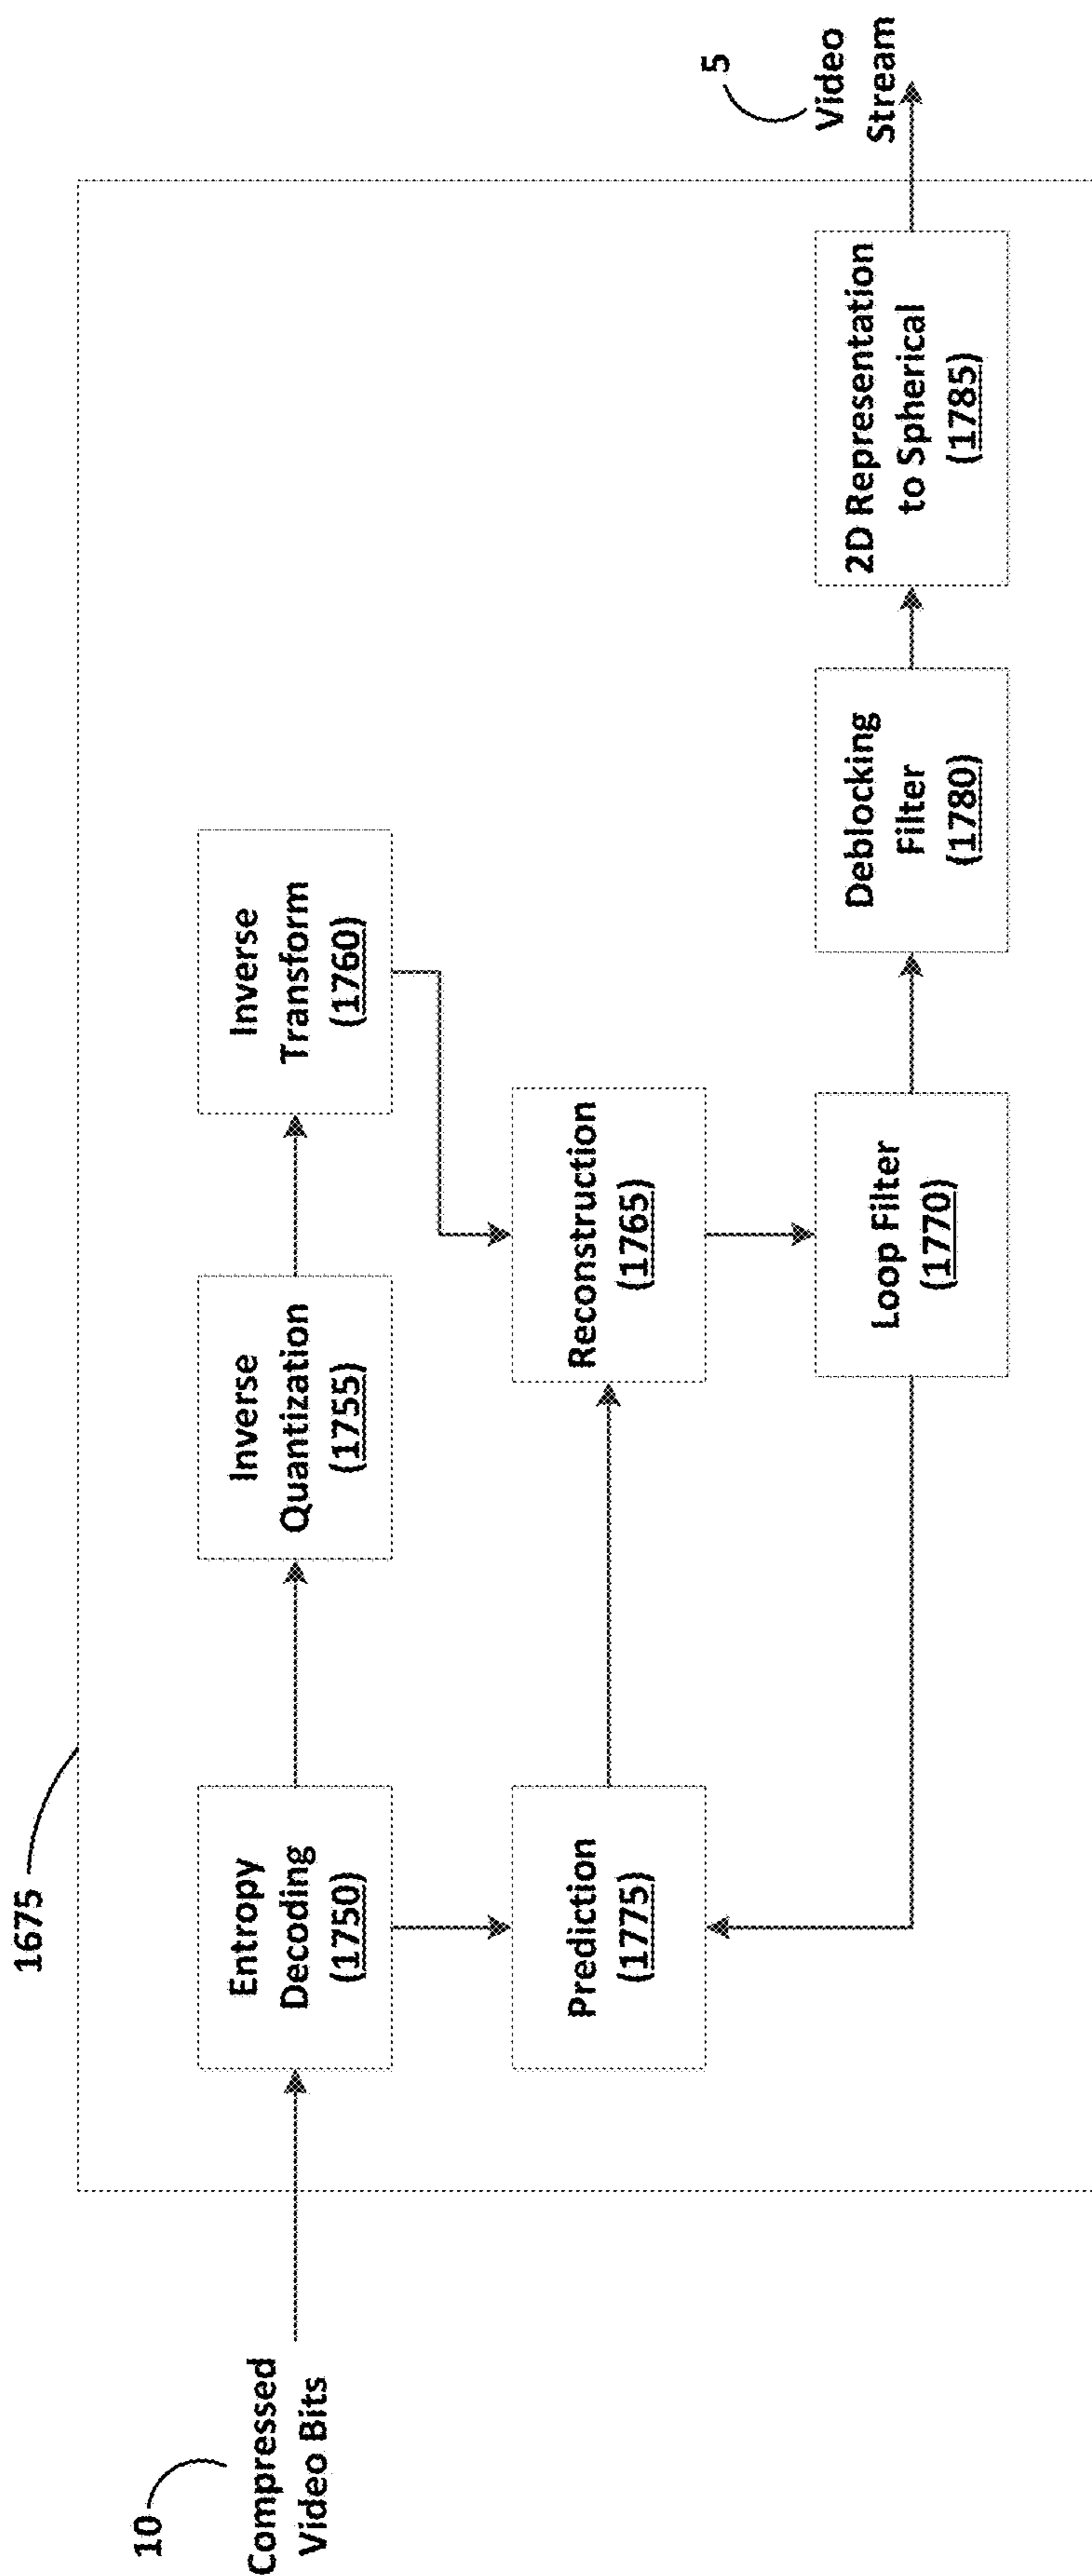 1675
10
Compressed
Video Bits
Entropy
Decoding
(1750)
Inverse
Quantization
(1755)
Inverse
Transform
(1760)
Prediction
(1775)
Reconstruction
(1765)
Loop Filter
(1770)
Deblocking
Filter
(1780)
2D Representation
to Spherical
(1785)
5
Video
Stream